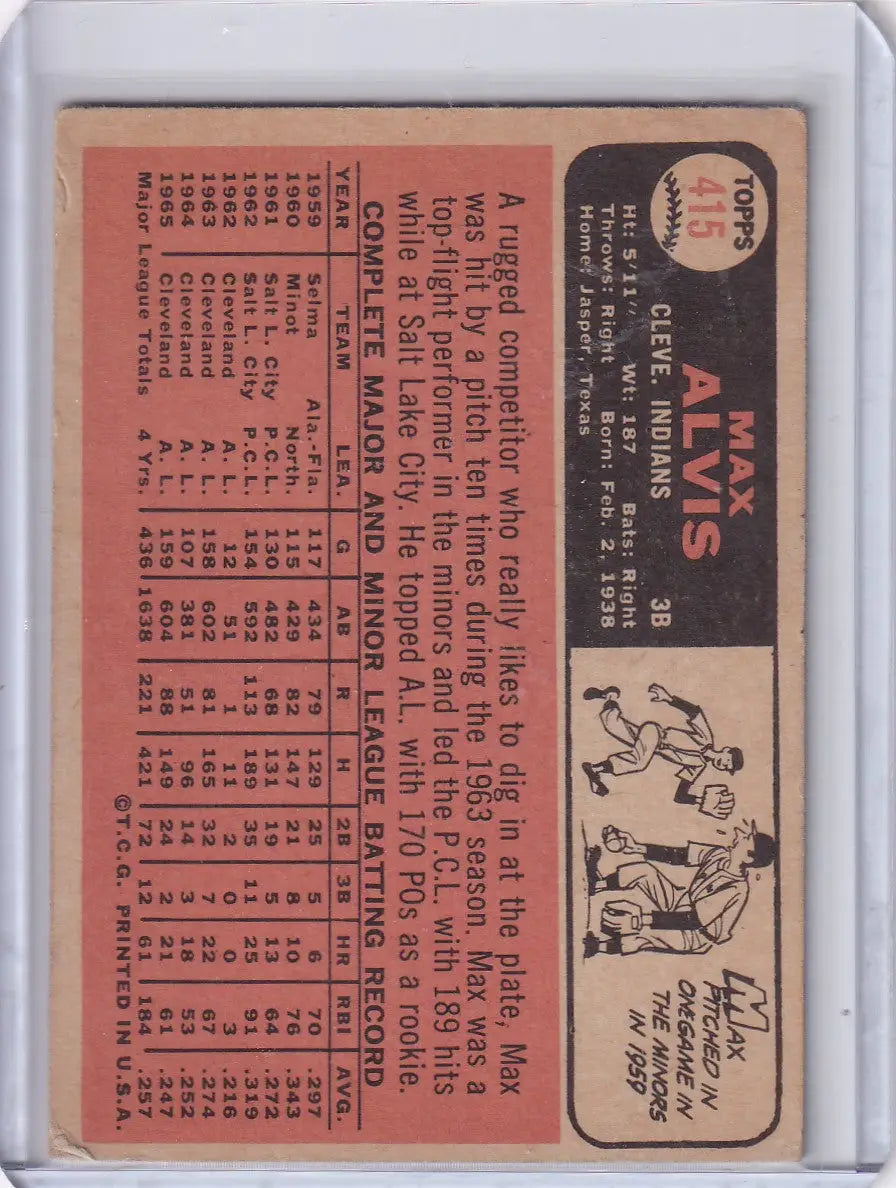 TOPPS
415
MAX
ALVIS
CLEVE. INDIANS 3B
Ht: 5'11" Wt: 187 Bats: Right
Throws: Right Born: Feb. 2, 1938
Home: Jasper, Texas
MAX
PITCHED IN
ONE GAME IN
THE MINORS
IN 1959
A rugged competitor who really likes to dig in at the plate, Max
was hit by a pitch ten times during the 1963 season. Max was a
top-flight performer in the minors and led the P.C.L. with 189 hits
while at Salt Lake City. He topped A.L. with 170 POs as a rookie.
COMPLETE MAJOR AND MINOR LEAGUE BATTING RECORD
YEAR TEAM LEA. G AB R H 2B 3B HR RBI AVG.
1959 Selma Ala.-Fla. 117 434 79 129 25 5 6 70 .297
1960 Minot North. 115 429 82 147 21 8 10 76 .343
1961 Salt L. City P.C.L. 130 482 68 131 19 5 13 64 .272
1962 Salt L. City P.C.L. 154 592 113 189 35 11 25 91 .319
1962 Cleveland A. L. 12 51 1 11 2 0 0 3 .216
1963 Cleveland A. L. 158 602 81 165 32 7 22 67 .274
1964 Cleveland A. L. 107 381 51 96 14 3 18 53 .252
1965 Cleveland A. L. 159 604 88 149 24 2 21 61 .247
Major League Totals 4 Yrs. 436 1638 221 421 72 12 61 184 .257
©T.C.G. PRINTED IN U.S.A.